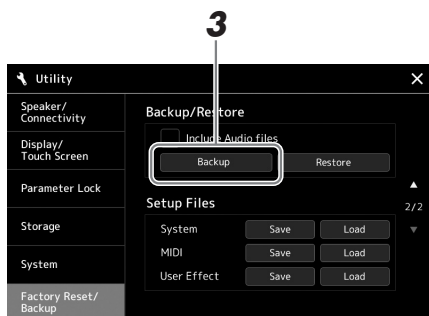 3
Utility
Speaker/
Connectivity
Display/
Touch Screen
Parameter Lock
Storage
System
Factory Reset/
Backup
Backup/Restore
Include Audio files
Backup Restore
2/2
Setup Files
System Save Load
MIDI Save Load
User Effect Save Load